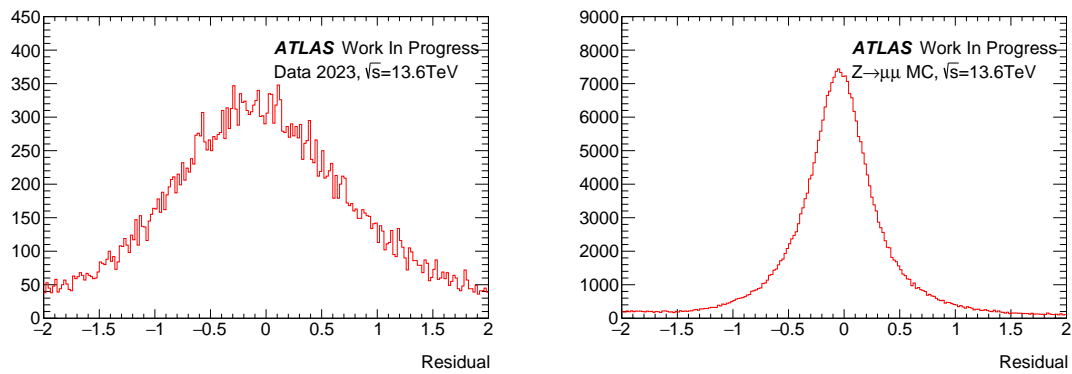 450
400
350
300
250
200
150
100
50
0
ATLAS Work In Progress
Data 2023, √s=13.6TeV
−2 −1.5 −1 −0.5 0 0.5 1 1.5 2
Residual
9000
8000
7000
6000
5000
4000
3000
2000
1000
0
ATLAS Work In Progress
Z→μμ MC, √s=13.6TeV
−2 −1.5 −1 −0.5 0 0.5 1 1.5 2
Residual